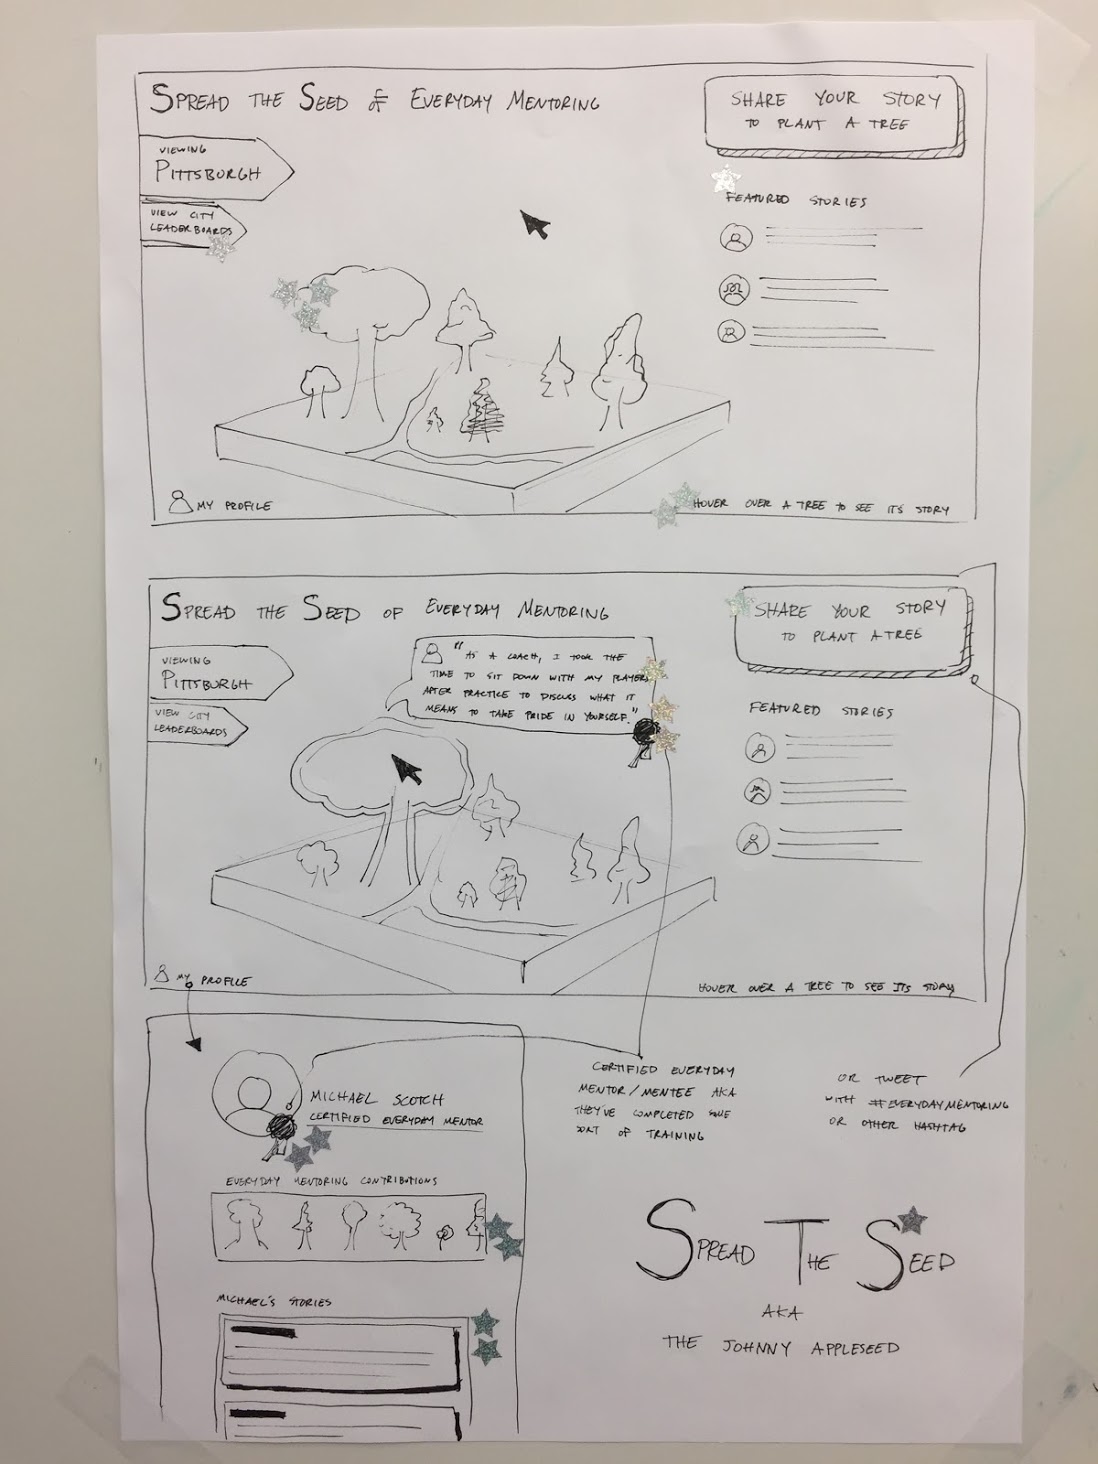 SPREAD THE SEED OF EVERYDAY MENTORING
SHARE YOUR STORY
TO PLANT A TREE
VIEWING
PITTSBURGH
VIEW CITY
LEADERBOARDS
FEATURED STORIES
MY PROFILE
HOVER OVER A TREE TO SEE ITS STORY
SPREAD THE SEED OF EVERYDAY MENTORING
SHARE YOUR STORY
TO PLANT A TREE
VIEWING
PITTSBURGH
VIEW CITY
LEADERBOARDS
"AS A COACH, I TOOK THE
TIME TO SIT DOWN WITH MY PLAYERS
AFTER PRACTICE TO DISCUSS WHAT IT
MEANS TO TAKE PRIDE IN YOURSELF."
FEATURED STORIES
MY PROFILE
HOVER OVER A TREE TO SEE ITS STORY
MICHAEL SCOTCH
CERTIFIED EVERYDAY MENTOR
EVERYDAY MENTORING CONTRIBUTIONS
MICHAEL'S STORIES
CERTIFIED EVERYDAY
MENTOR/MENTEE AKA
THEY'VE COMPLETED SOME
SORT OF TRAINING
OR TWEET
WITH #EVERYDAYMENTORING
OR OTHER HASHTAG
SPREAD THE SEED
AKA
THE JOHNNY APPLESEED